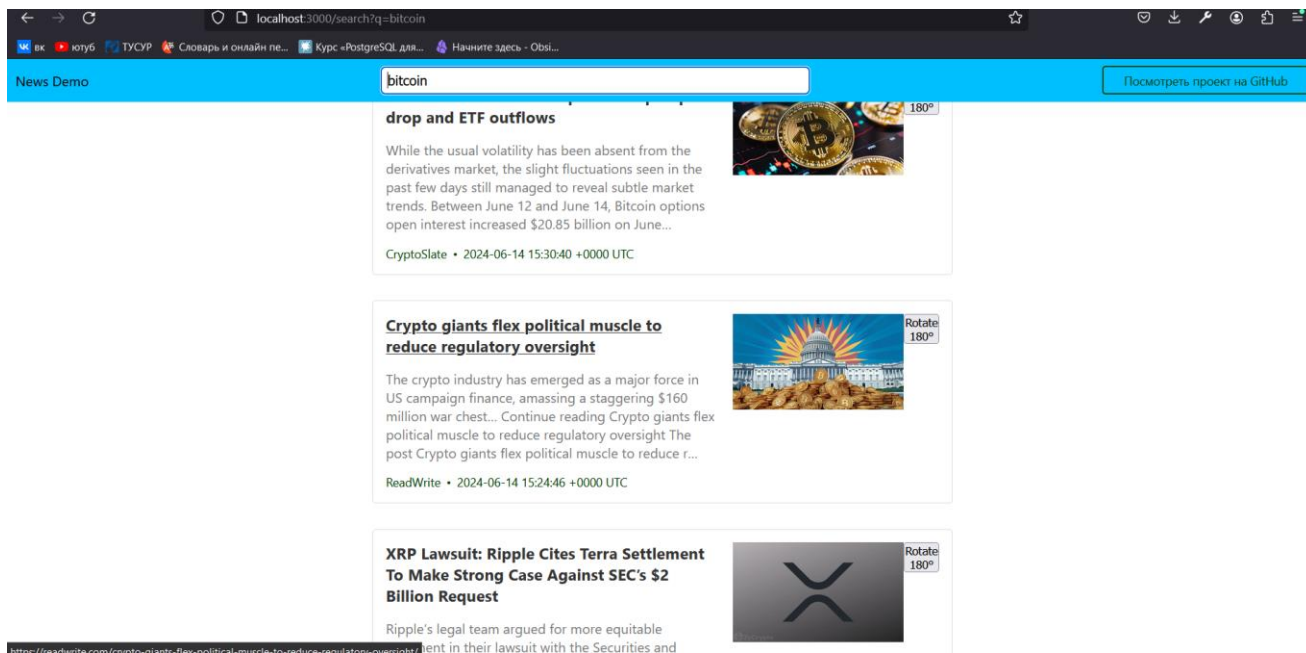 localhost:3000/search?q=bitcoin
вк ютуб ТУСУР Словарь и онлайн пе... Курс «PostgreSQL для... Начните здесь - Obsi...
News Demo bitcoin Посмотреть проект на GitHub
drop and ETF outflows
180°
While the usual volatility has been absent from the
derivatives market, the slight fluctuations seen in the
past few days still managed to reveal subtle market
trends. Between June 12 and June 14, Bitcoin options
open interest increased $20.85 billion on June...
CryptoSlate • 2024-06-14 15:30:40 +0000 UTC
Crypto giants flex political muscle to
reduce regulatory oversight
Rotate
180°
The crypto industry has emerged as a major force in
US campaign finance, amassing a staggering $160
million war chest... Continue reading Crypto giants flex
political muscle to reduce regulatory oversight The
post Crypto giants flex political muscle to reduce r...
ReadWrite • 2024-06-14 15:24:46 +0000 UTC
XRP Lawsuit: Ripple Cites Terra Settlement
To Make Strong Case Against SEC's $2
Billion Request
Rotate
180°
Ripple's legal team argued for more equitable
in their lawsuit with the Securities and
https://readwrite.com/crypto-giants-flex-political-muscle-to-reduce-regulatory-oversight/